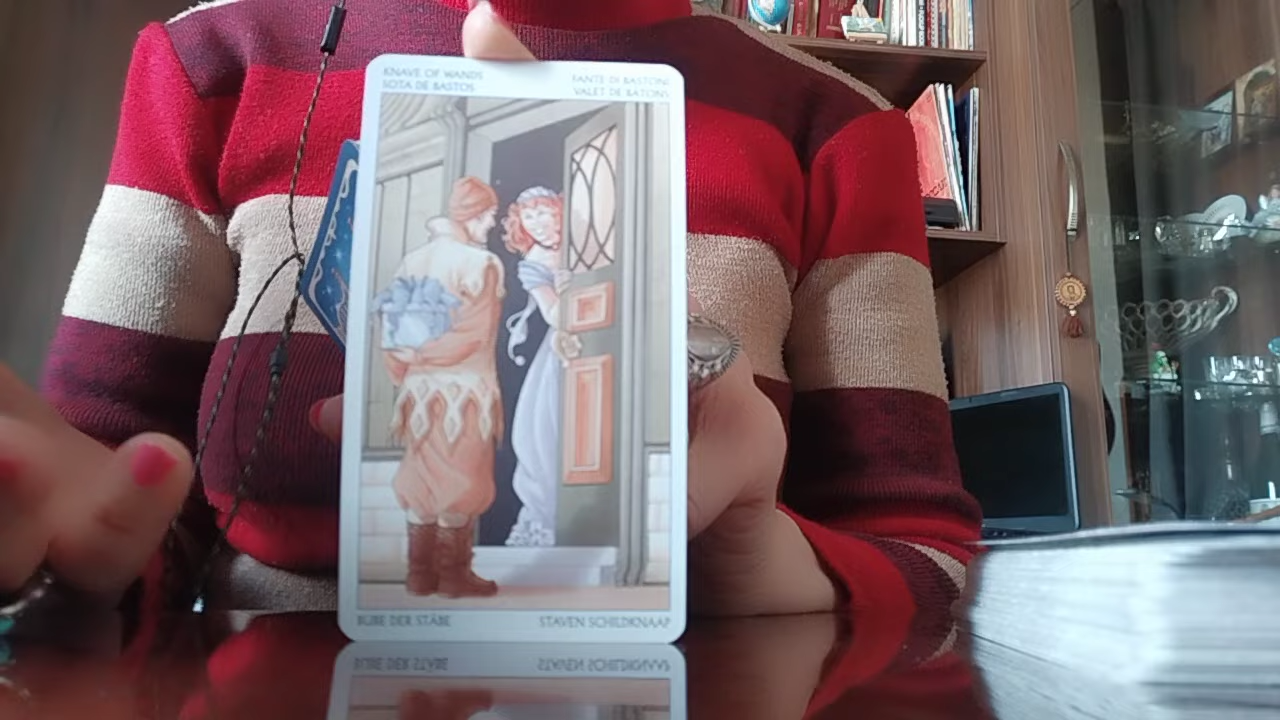 KNAVE OF WANDS
SOTA DE BASTOS
FANTE DI BASTONI
VALET DE BATONS
BUBE DER STÄBE
STAVEN SCHILDKNAAP